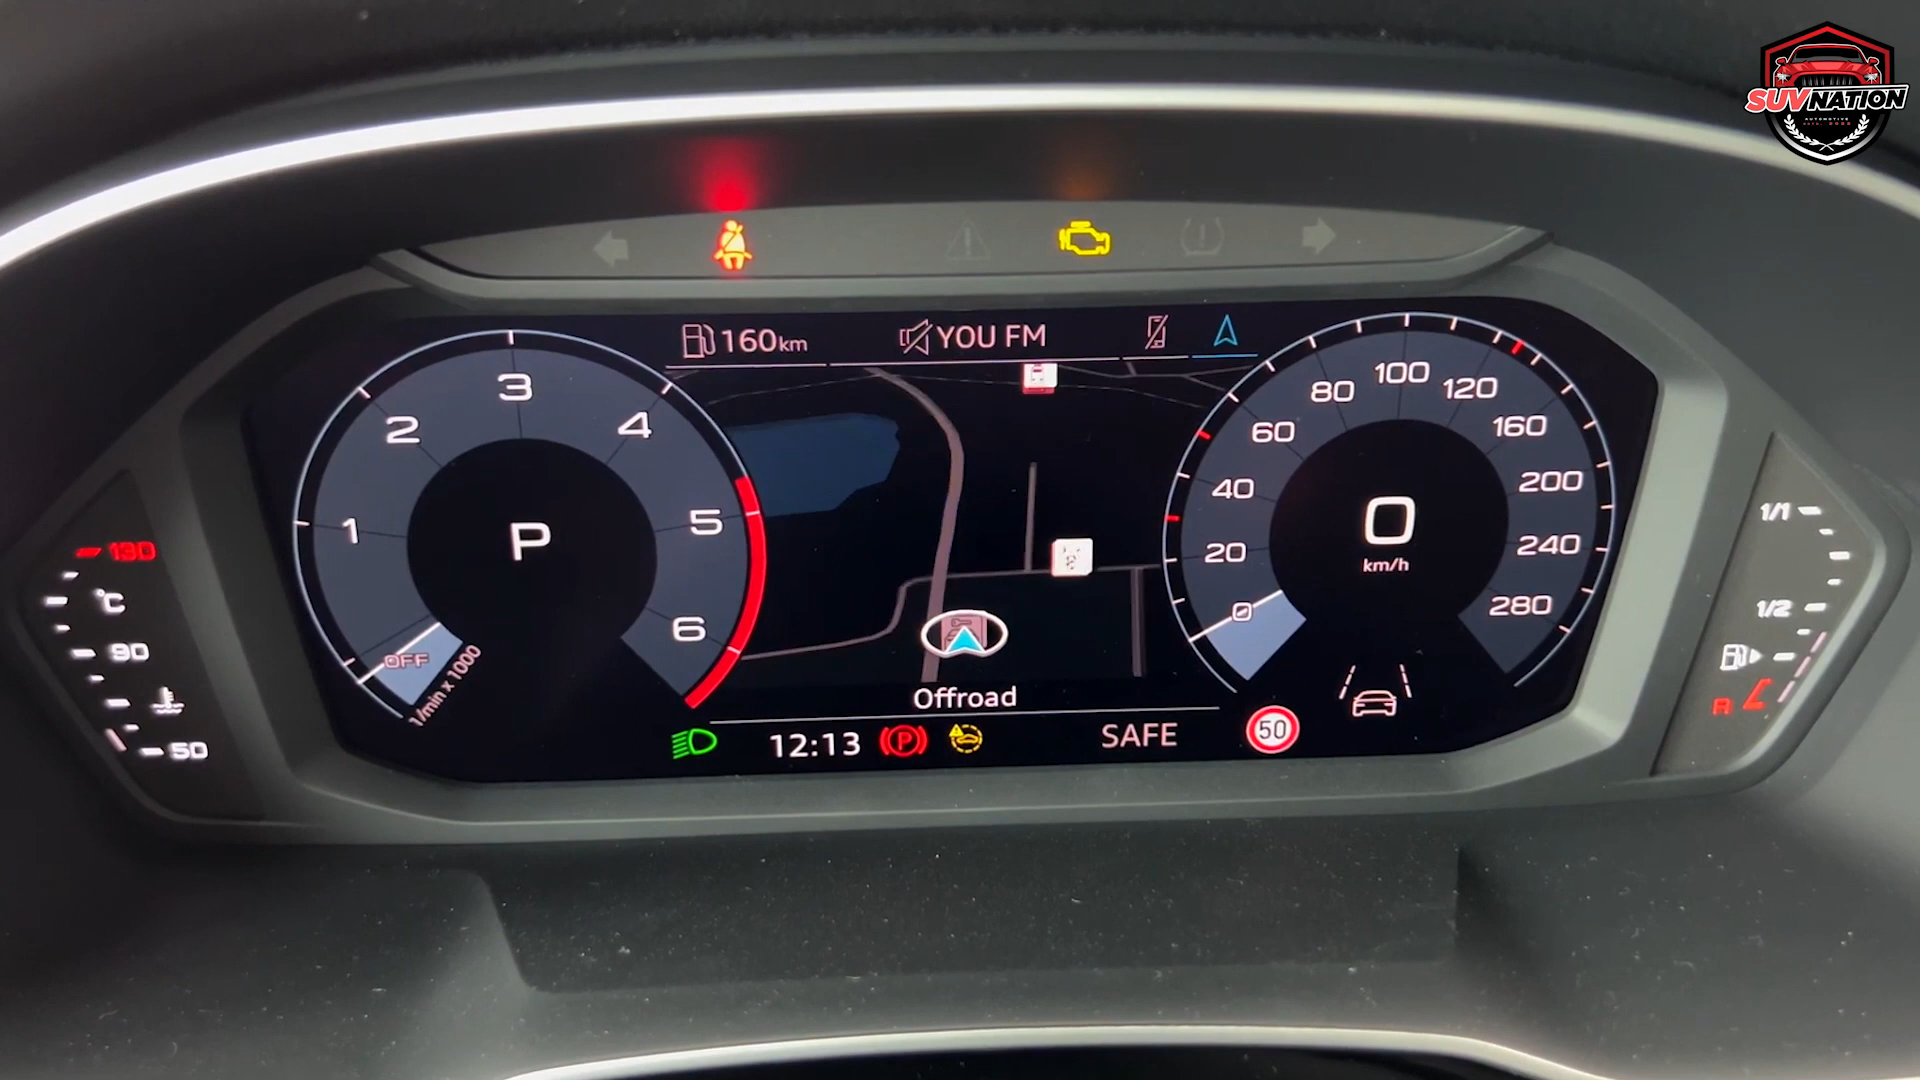 SUVNATION
AUTOMOTIVE
160km
YOU FM
1
2
3
4
5
6
P
OFF
1/min x 1000
0
20
40
60
80
100
120
160
200
240
280
0
km/h
130
°C
90
50
1/1
1/2
R
Offroad
12:13
P
SAFE
50